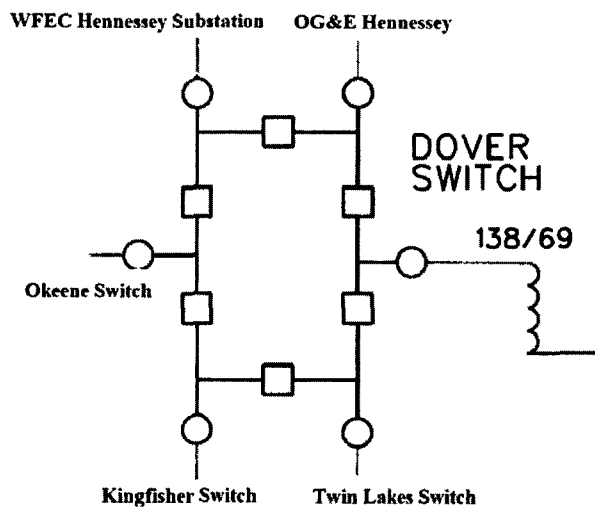 WFEC Hennessey Substation
OG&E Hennessey
DOVER
SWITCH
138/69
Okeene Switch
Kingfisher Switch
Twin Lakes Switch